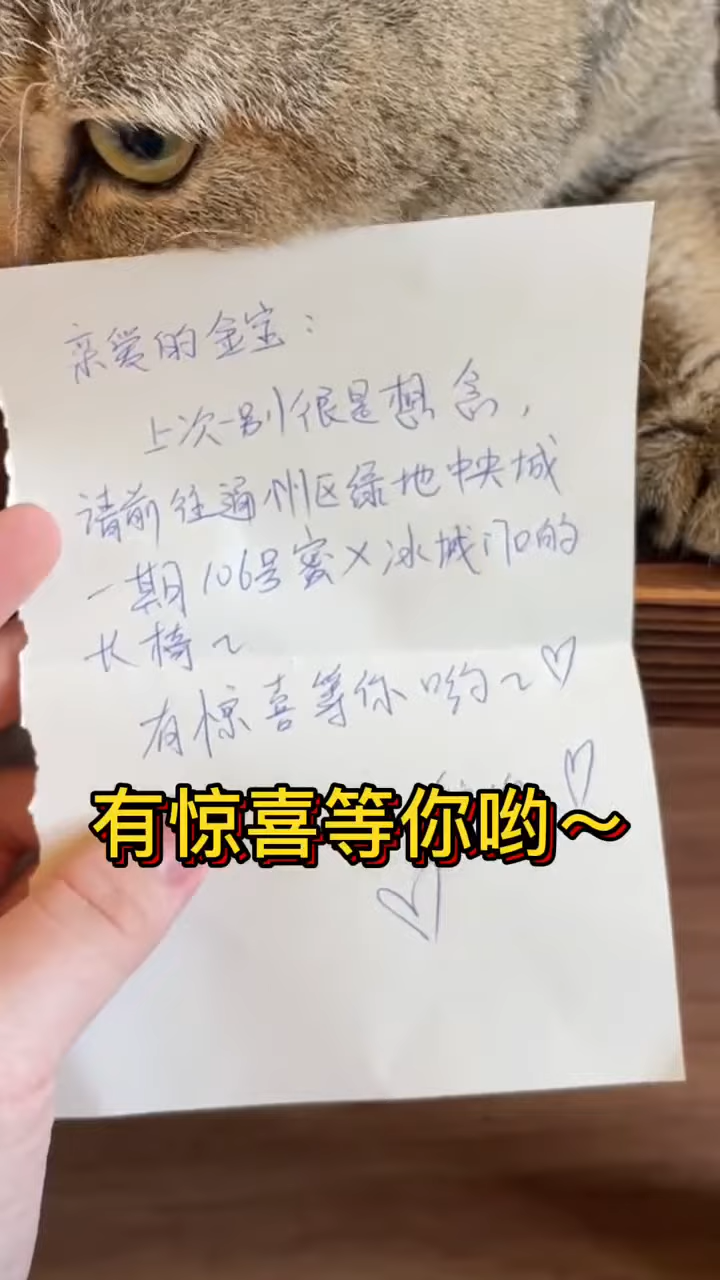 亲爱的金宝：
上次一别很是想念，
请前往通州区绿地中央城
一期106号蜜X冰城门口的
长椅～
有惊喜等你哟～♡
有惊喜等你哟～